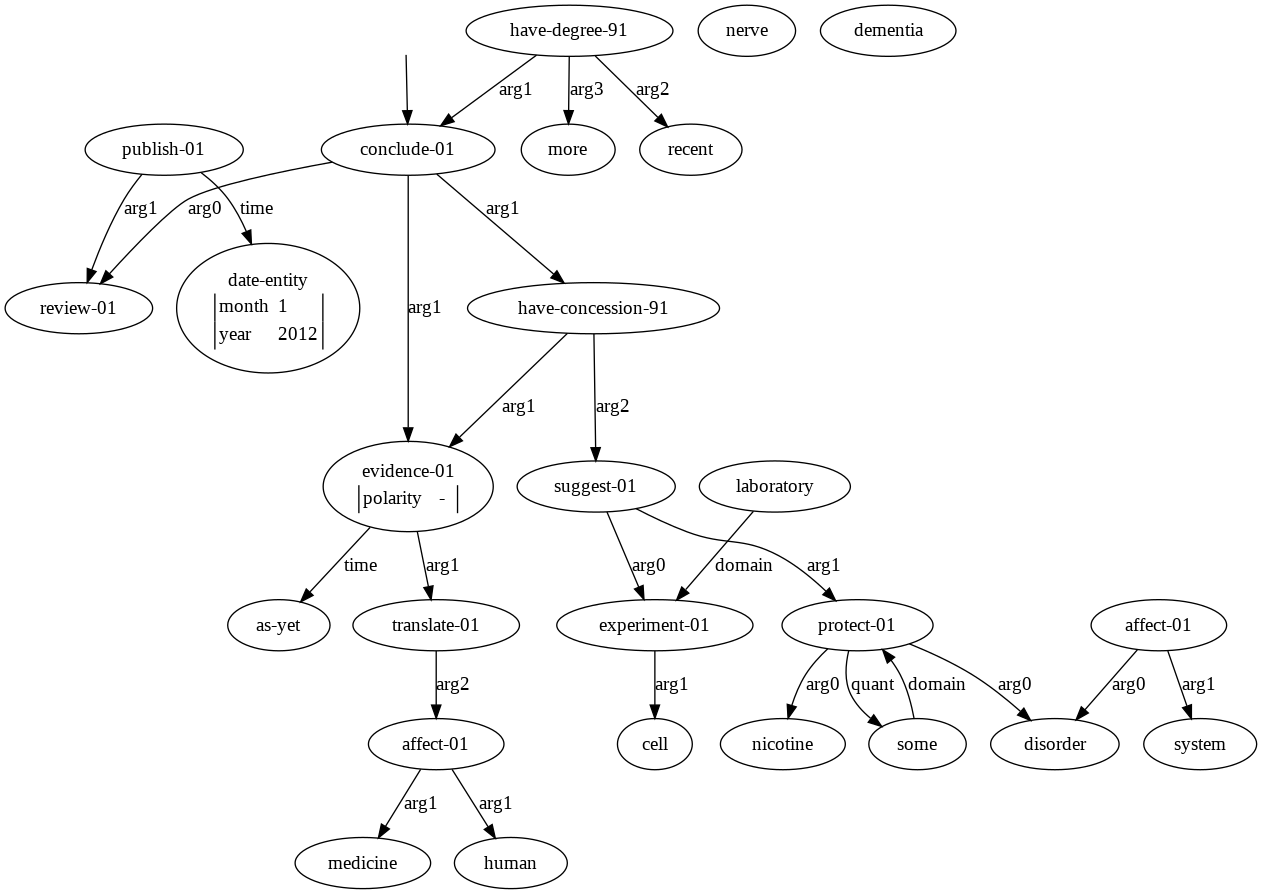 have-degree-91
nerve
dementia
arg1
arg3
arg2
publish-01
conclude-01
more
recent
arg1
arg0
time
arg1
date-entity
month 1
year 2012
review-01
have-concession-91
arg1
arg1
arg2
evidence-01
polarity -
suggest-01
laboratory
time
arg1
arg0
domain
arg1
as-yet
translate-01
experiment-01
protect-01
affect-01
arg2
arg1
arg0
quant
domain
arg0
arg0
arg1
affect-01
cell
nicotine
some
disorder
system
arg1
arg1
medicine
human